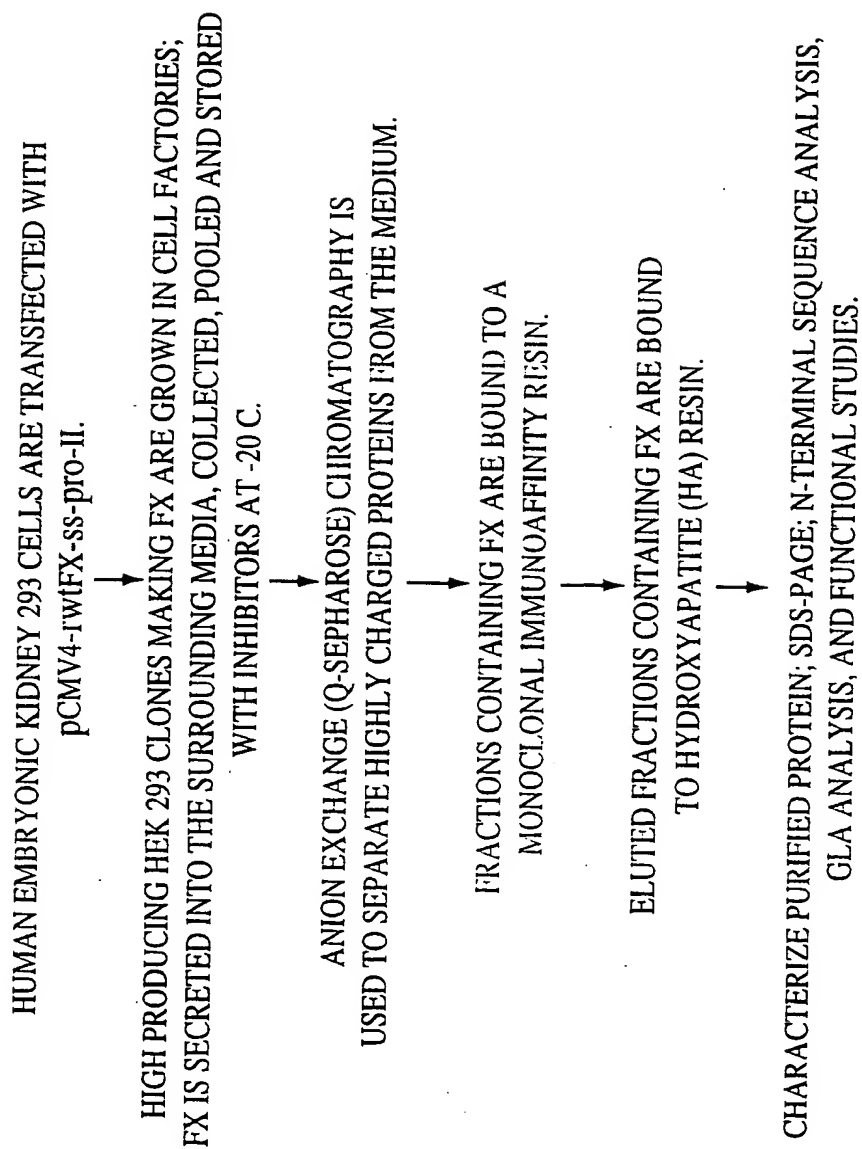 HUMAN EMBRYONIC KIDNEY 293 CELLS ARE TRANSFECTED WITH
pCMV4-rwtFX-ss-pro-II.
HIGH PRODUCING HEK 293 CLONES MAKING FX ARE GROWN IN CELL FACTORIES;
FX IS SECRETED INTO THE SURROUNDING MEDIA, COLLECTED, POOLED AND STORED
WITH INHIBITORS AT -20 C.
ANION EXCHANGE (Q-SEPHAROSE) CHROMATOGRAPHY IS
USED TO SEPARATE HIGHLY CHARGED PROTEINS FROM THE MEDIUM.
FRACTIONS CONTAINING FX ARE BOUND TO A
MONOCLONAL IMMUNOAFFINITY RESIN.
ELUTED FRACTIONS CONTAINING FX ARE BOUND
TO HYDROXYAPATITE (HA) RESIN.
CHARACTERIZE PURIFIED PROTEIN; SDS-PAGE; N-TERMINAL SEQUENCE ANALYSIS,
GLA ANALYSIS, AND FUNCTIONAL STUDIES.